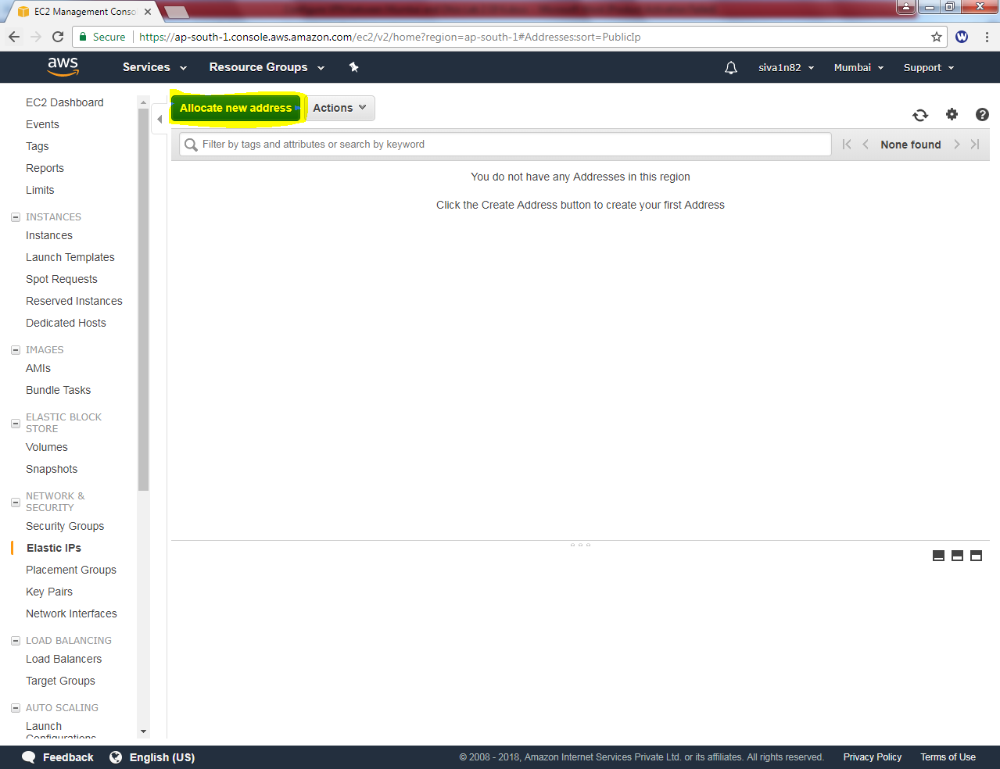 EC2 Management Conso
Secure
https://ap-south-1.console.aws.amazon.com/ec2/v2/home?region=ap-south-1#Addresses:sort=PublicIp
W
aws
Services
Resource Groups
siva1n82
Mumbai
Support
EC2 Dashboard
Events
Tags
Reports
Limits
INSTANCES
Instances
Launch Templates
Spot Requests
Reserved Instances
Dedicated Hosts
IMAGES
AMIs
Bundle Tasks
ELASTIC BLOCK
STORE
Volumes
Snapshots
NETWORK &
SECURITY
Security Groups
Elastic IPs
Placement Groups
Key Pairs
Network Interfaces
LOAD BALANCING
Load Balancers
Target Groups
AUTO SCALING
Launch
Configurations
Allocate new address
Actions
Filter by tags and attributes or search by keyword
None found
You do not have any Addresses in this region
Click the Create Address button to create your first Address
Feedback
English (US)
© 2008 - 2018, Amazon Internet Services Private Ltd. or its affiliates. All rights reserved.
Privacy Policy
Terms of Use